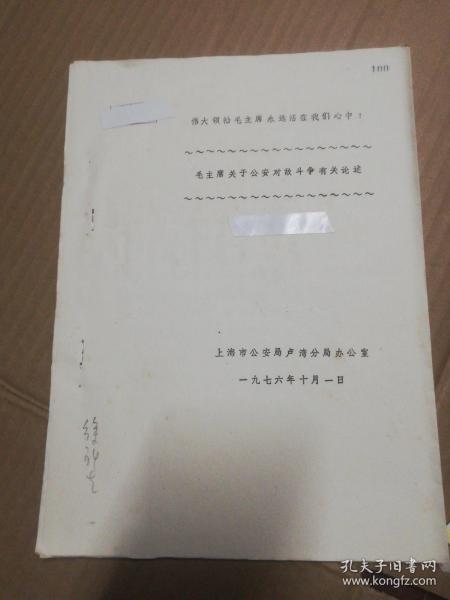 100
伟大领袖毛主席永远活在我们心中!
～～～～～～～～～～～～～～～～～～
毛主席关于公安对敌斗争有关论述
～～～～～～～～～～～～～～～～～～
上海市公安局卢湾分局办公室
一九七六年十月一日
孔夫子旧书网
www.kongfz.com